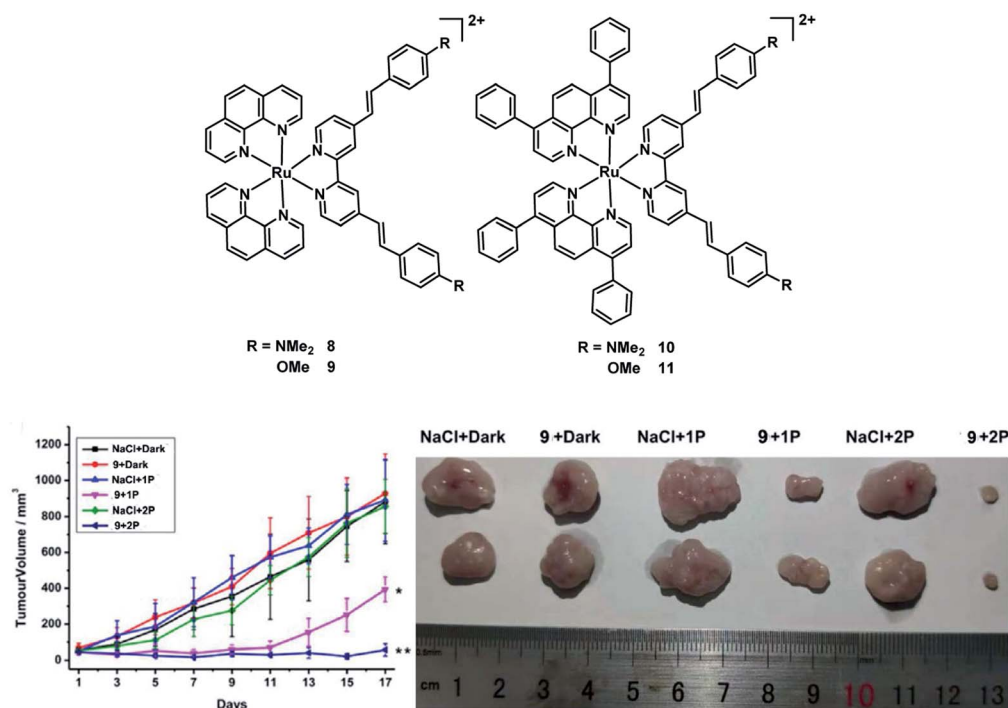 2+
R
N
N
N
N
N
N
Ru
R
2+
R
N
N
N
N
N
N
Ru
R
R = NMe2 8
OMe 9
R = NMe2 10
OMe 11
1200
1000
800
600
400
200
0
TumourVolume / mm3
NaCl+Dark
9+Dark
NaCl+1P
9+1P
NaCl+2P
9+2P
*
**
1 3 5 7 9 11 13 15 17
Days
NaCl+Dark 9+Dark NaCl+1P 9+1P NaCl+2P 9+2P
0.5mm
cm 1 2 3 4 5 6 7 8 9 10 11 12 13